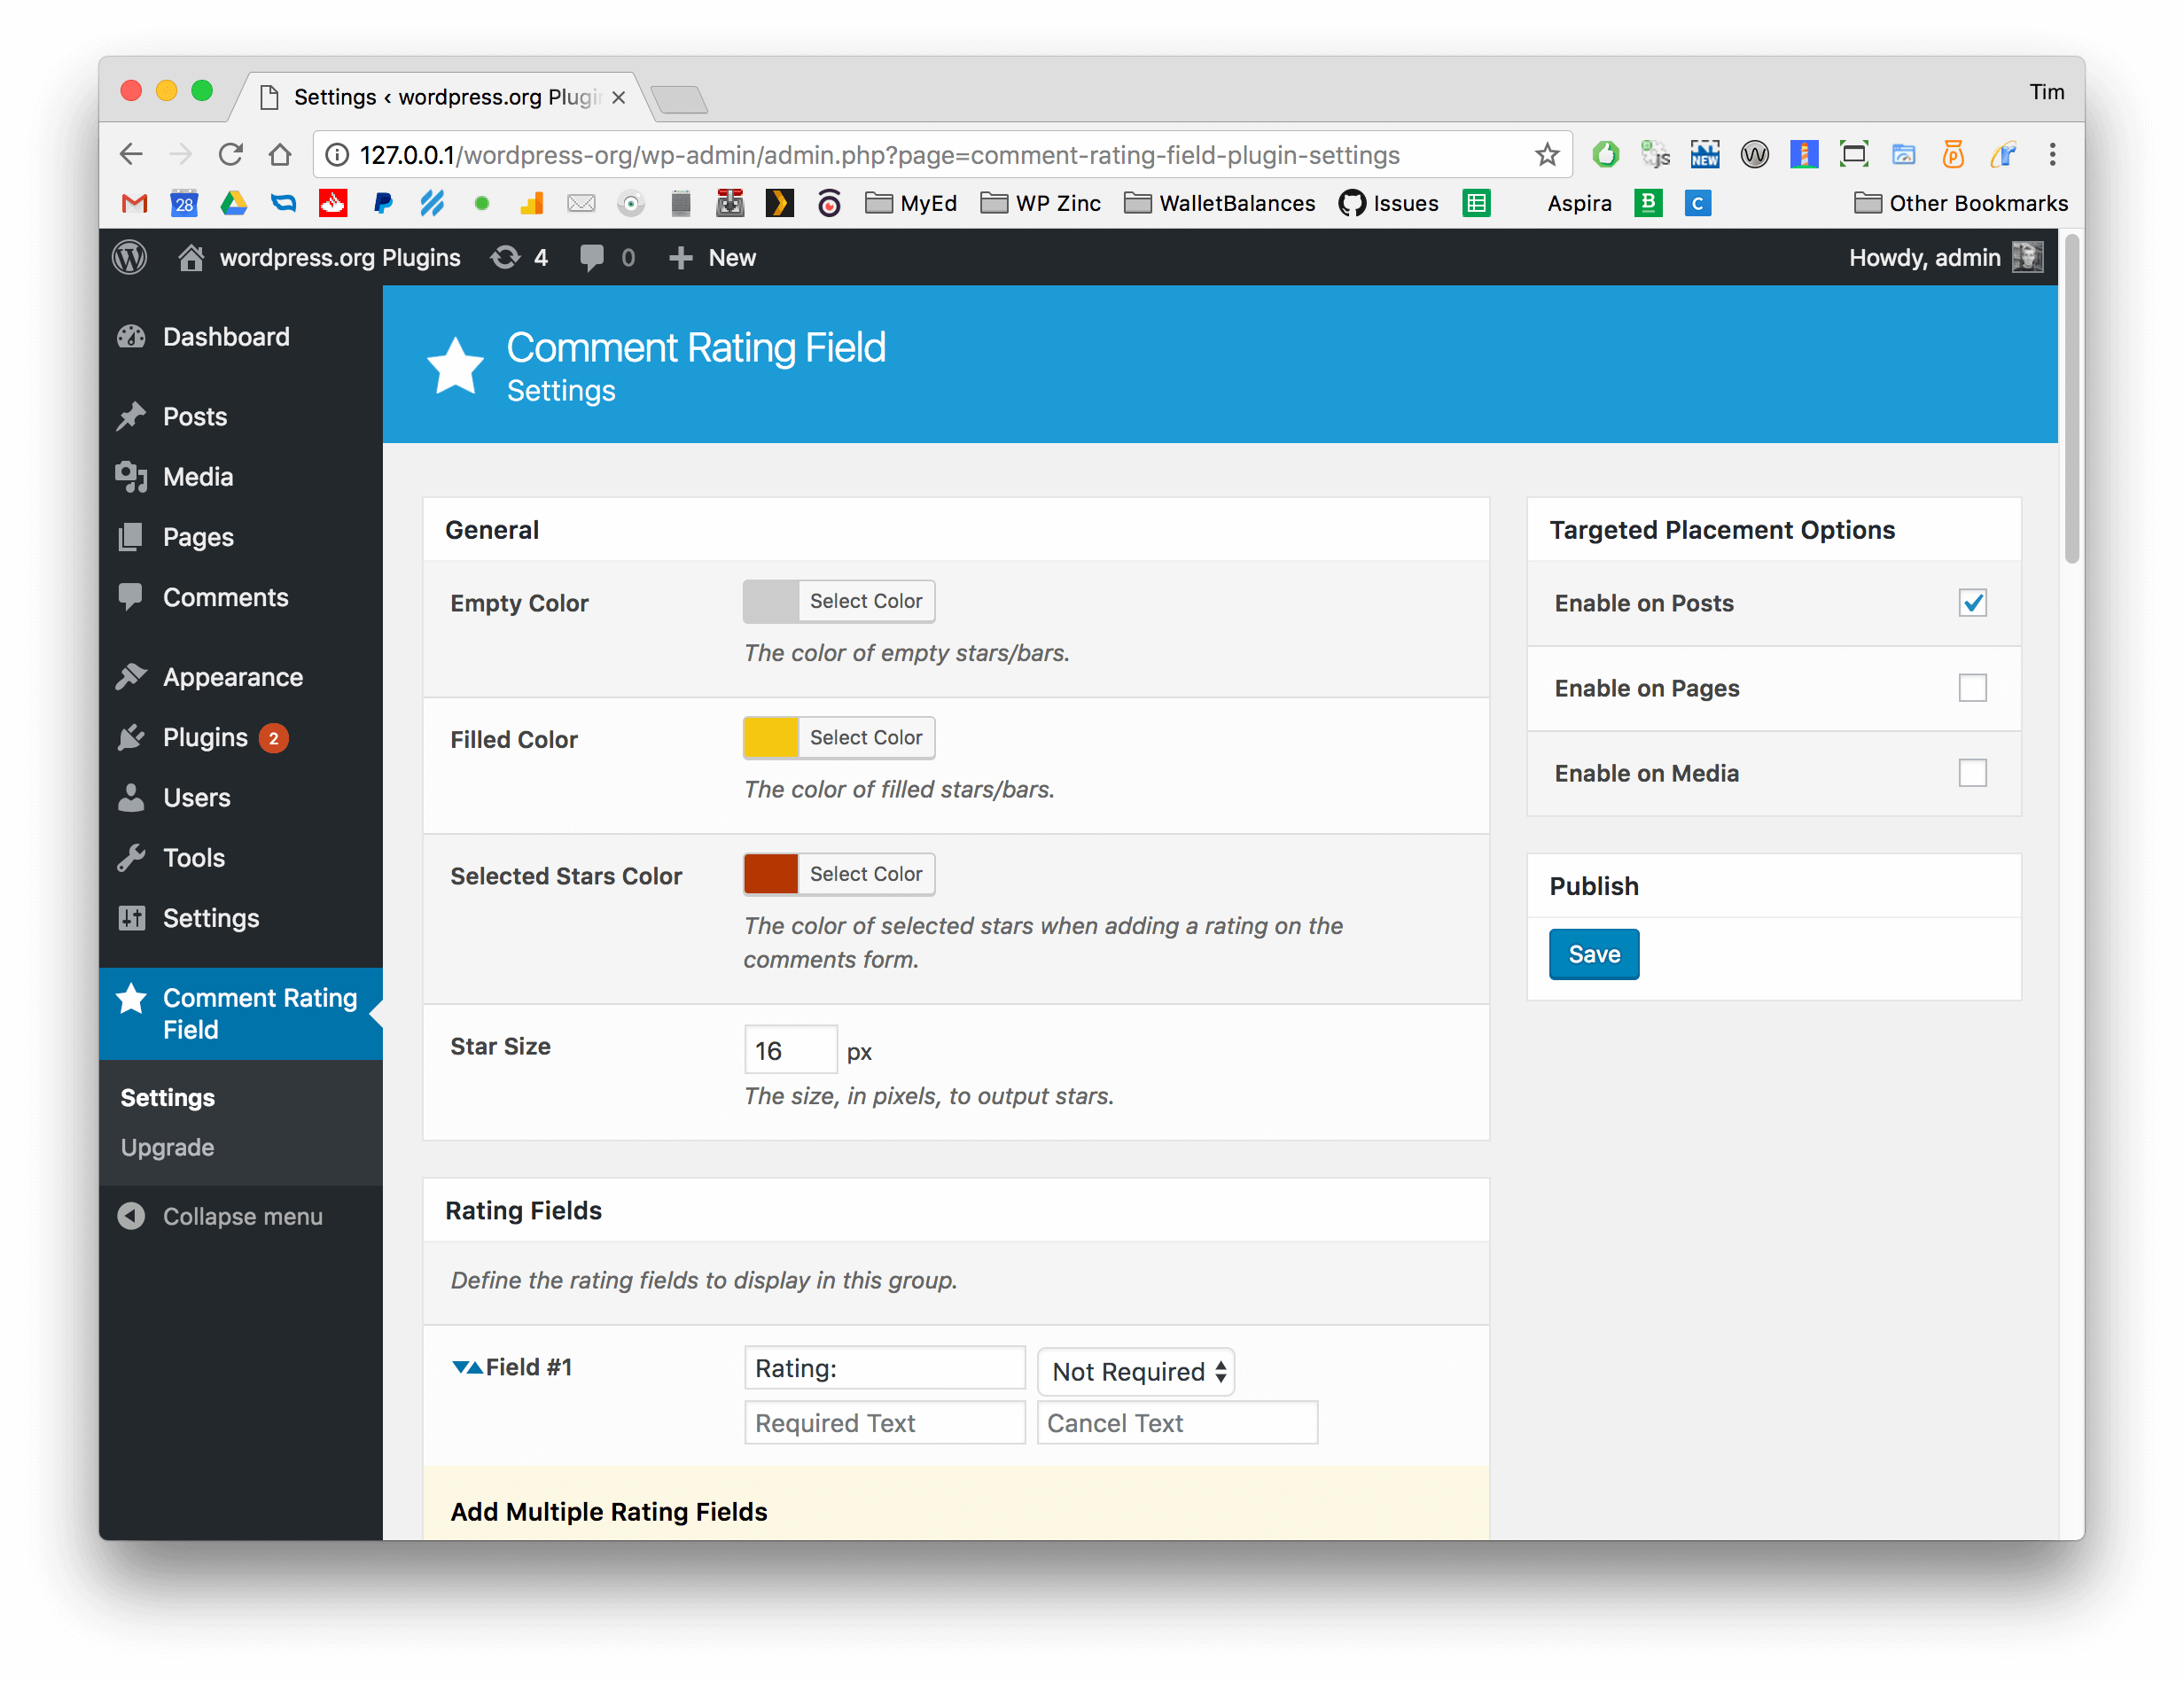 Settings ‹ wordpress.org Plugi
Tim
127.0.0.1/wordpress-org/wp-admin/admin.php?page=comment-rating-field-plugin-settings
js
NEW
28
MyEd
WP Zinc
WalletBalances
Issues
Aspira
B
C
Other Bookmarks
wordpress.org Plugins
4
0
New
Howdy, admin
Dashboard
Posts
Media
Pages
Comments
Appearance
Plugins 2
Users
Tools
Settings
Comment Rating
Field
Settings
Upgrade
Collapse menu
Comment Rating Field
Settings
General
Empty Color
Select Color
The color of empty stars/bars.
Filled Color
Select Color
The color of filled stars/bars.
Selected Stars Color
Select Color
The color of selected stars when adding a rating on the
comments form.
Star Size
16 px
The size, in pixels, to output stars.
Rating Fields
Define the rating fields to display in this group.
Field #1
Rating:
Not Required
Required Text
Cancel Text
Add Multiple Rating Fields
Targeted Placement Options
Enable on Posts
Enable on Pages
Enable on Media
Publish
Save